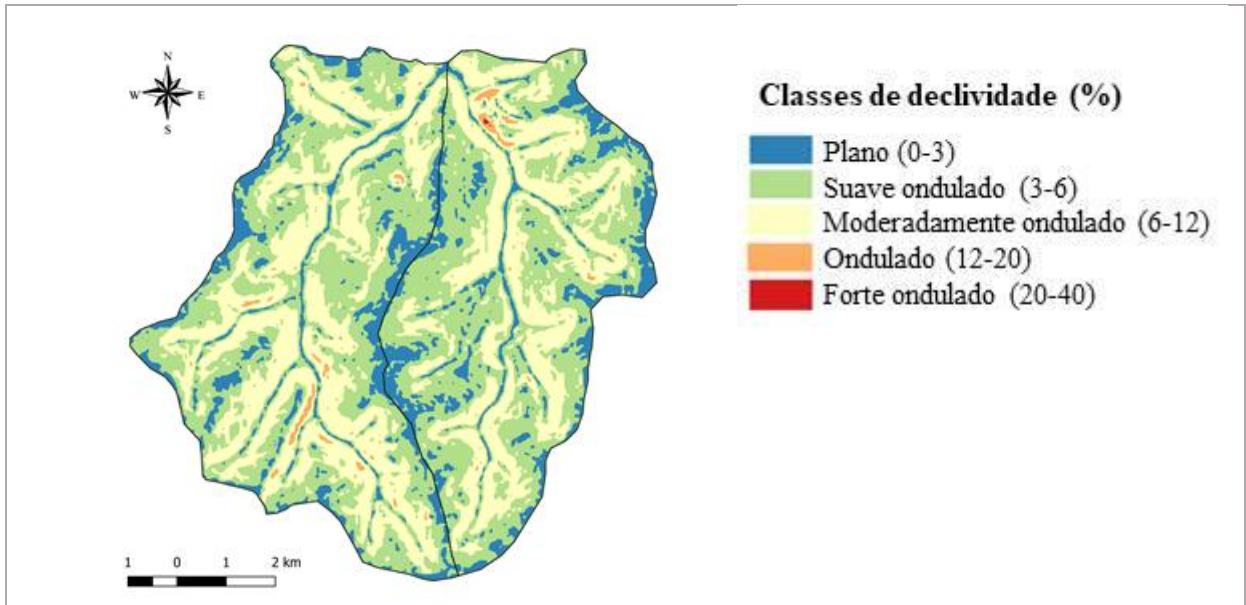 N
W E
S
Classes de declividade (%)
Plano (0-3)
Suave ondulado (3-6)
Moderadamente ondulado (6-12)
Ondulado (12-20)
Forte ondulado (20-40)
1 0 1 2 km